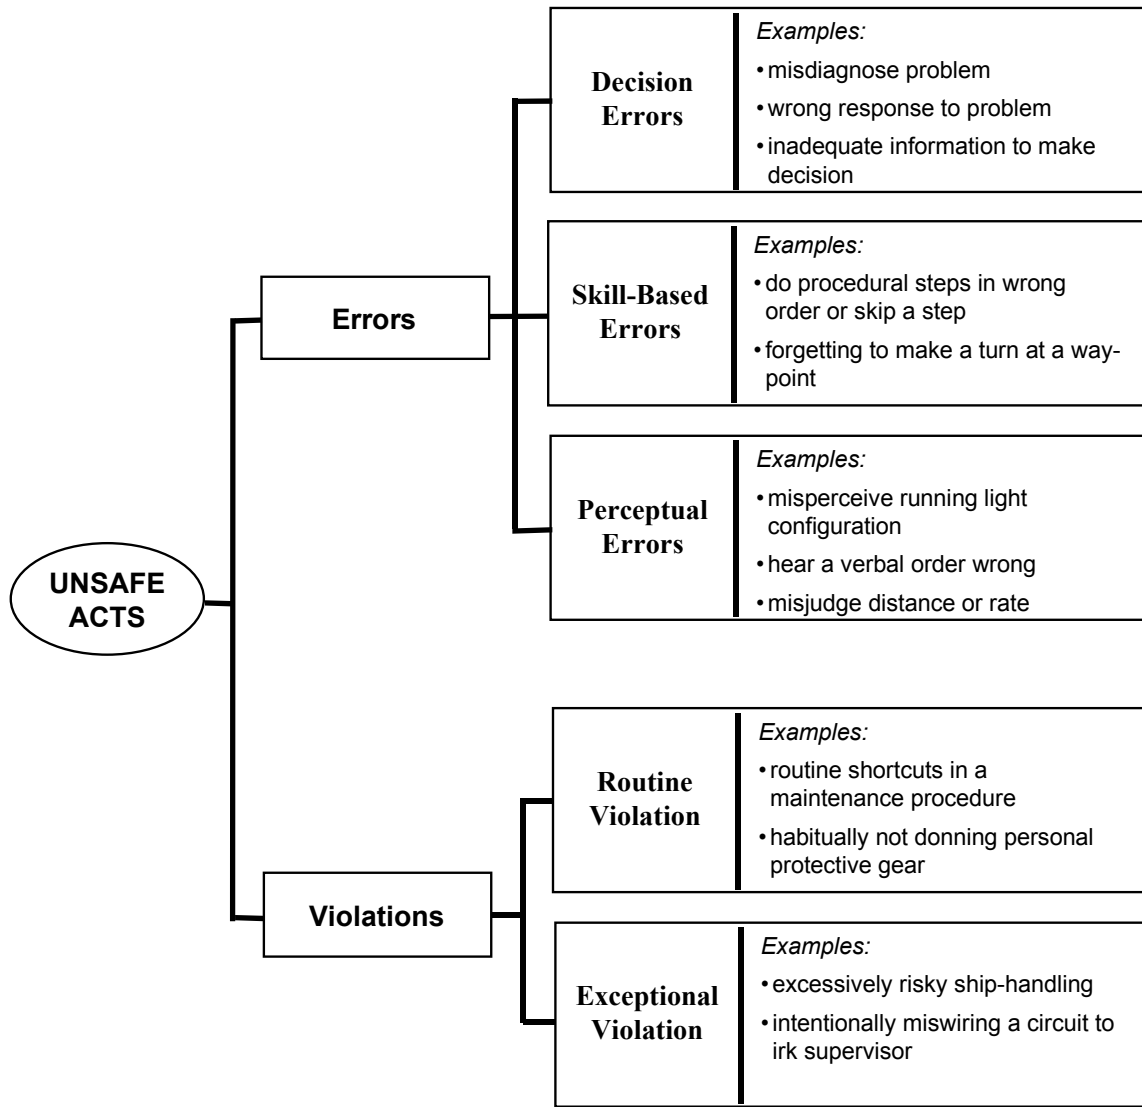 UNSAFE
ACTS
Errors
Decision
Errors
Examples:
•misdiagnose problem
•wrong response to problem
•inadequate information to make
decision
Skill-Based
Errors
Examples:
•do procedural steps in wrong
order or skip a step
•forgetting to make a turn at a way-
point
Perceptual
Errors
Examples:
•misperceive running light
configuration
•hear a verbal order wrong
•misjudge distance or rate
Violations
Routine
Violation
Examples:
•routine shortcuts in a
maintenance procedure
•habitually not donning personal
protective gear
Exceptional
Violation
Examples:
•excessively risky ship-handling
•intentionally miswiring a circuit to
irk supervisor